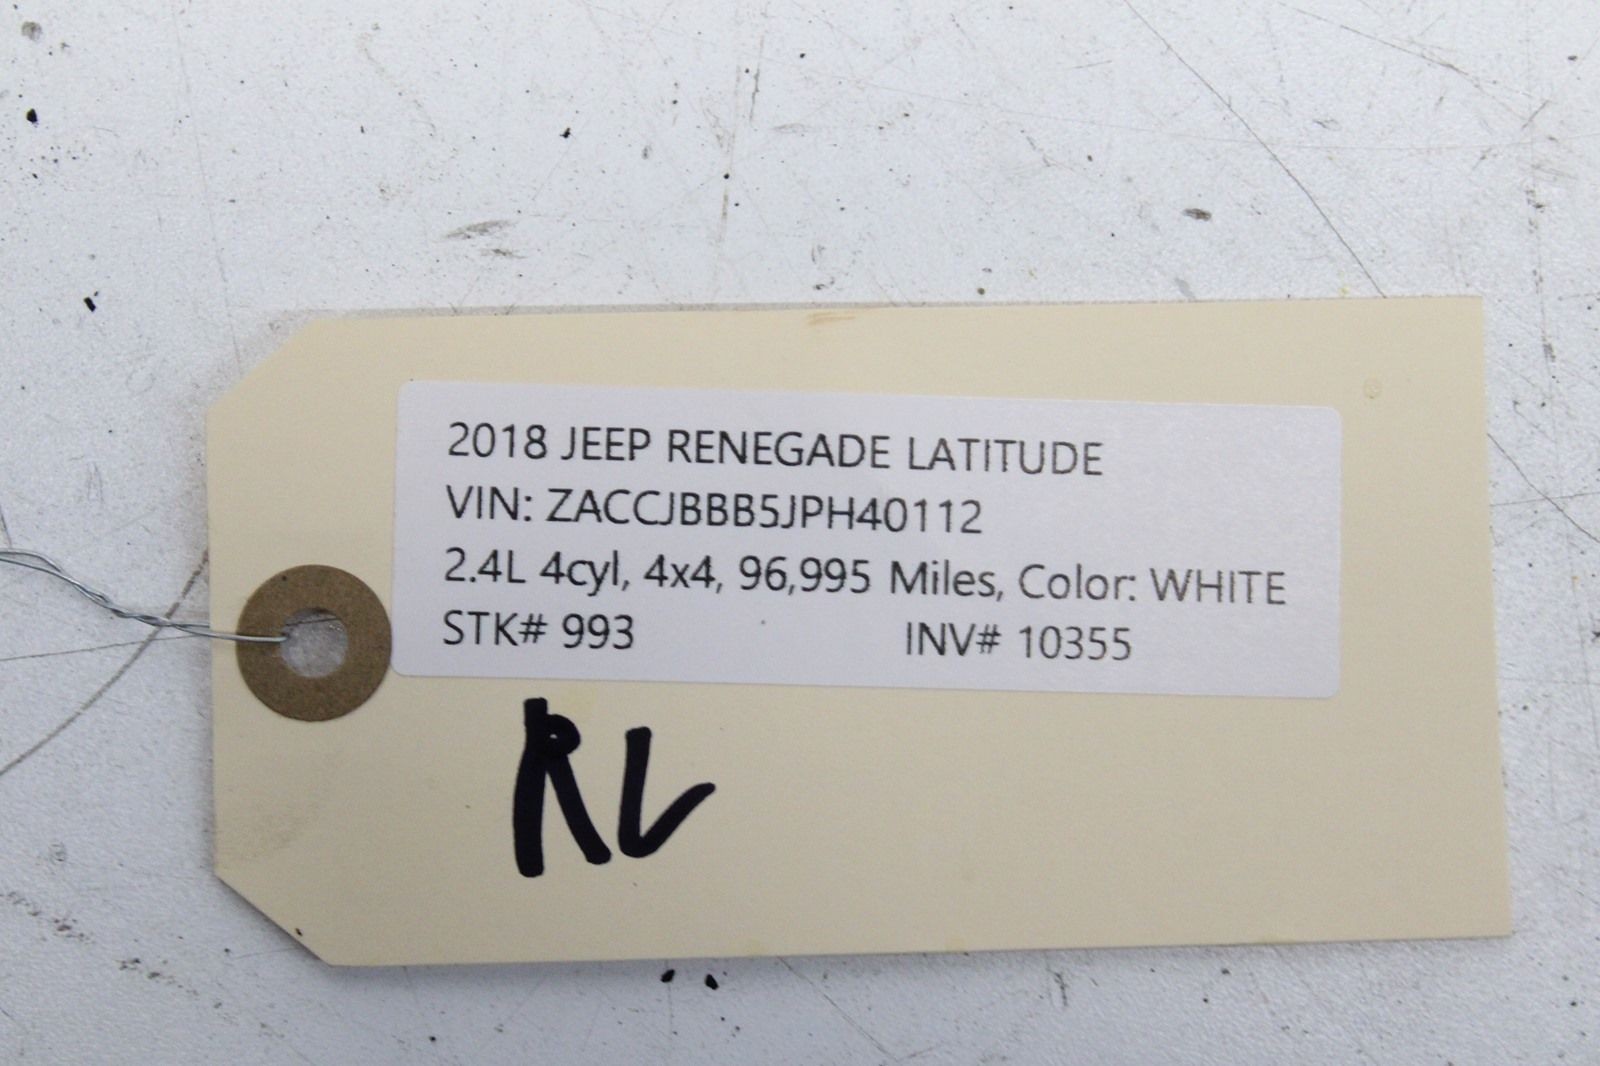 2018 JEEP RENEGADE LATITUDE
VIN: ZACCJBBB5JPH40112
2.4L 4cyl, 4x4, 96,995 Miles, Color: WHITE
STK# 993 INV# 10355
RL